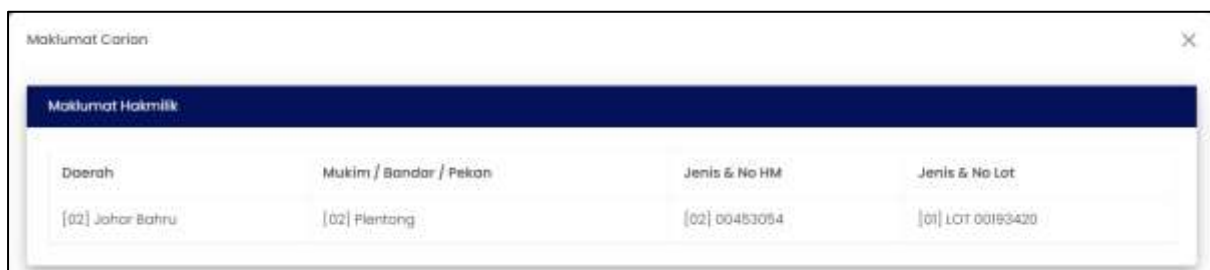 Maklumat Carian
Maklumat Hakmilik
Daerah Mukim / Bandar / Pekan Jenis & No HM Jenis & No Lot
[02] Johor Bahru [02] Plentong [02] 00453054 [01] LOT 00193420